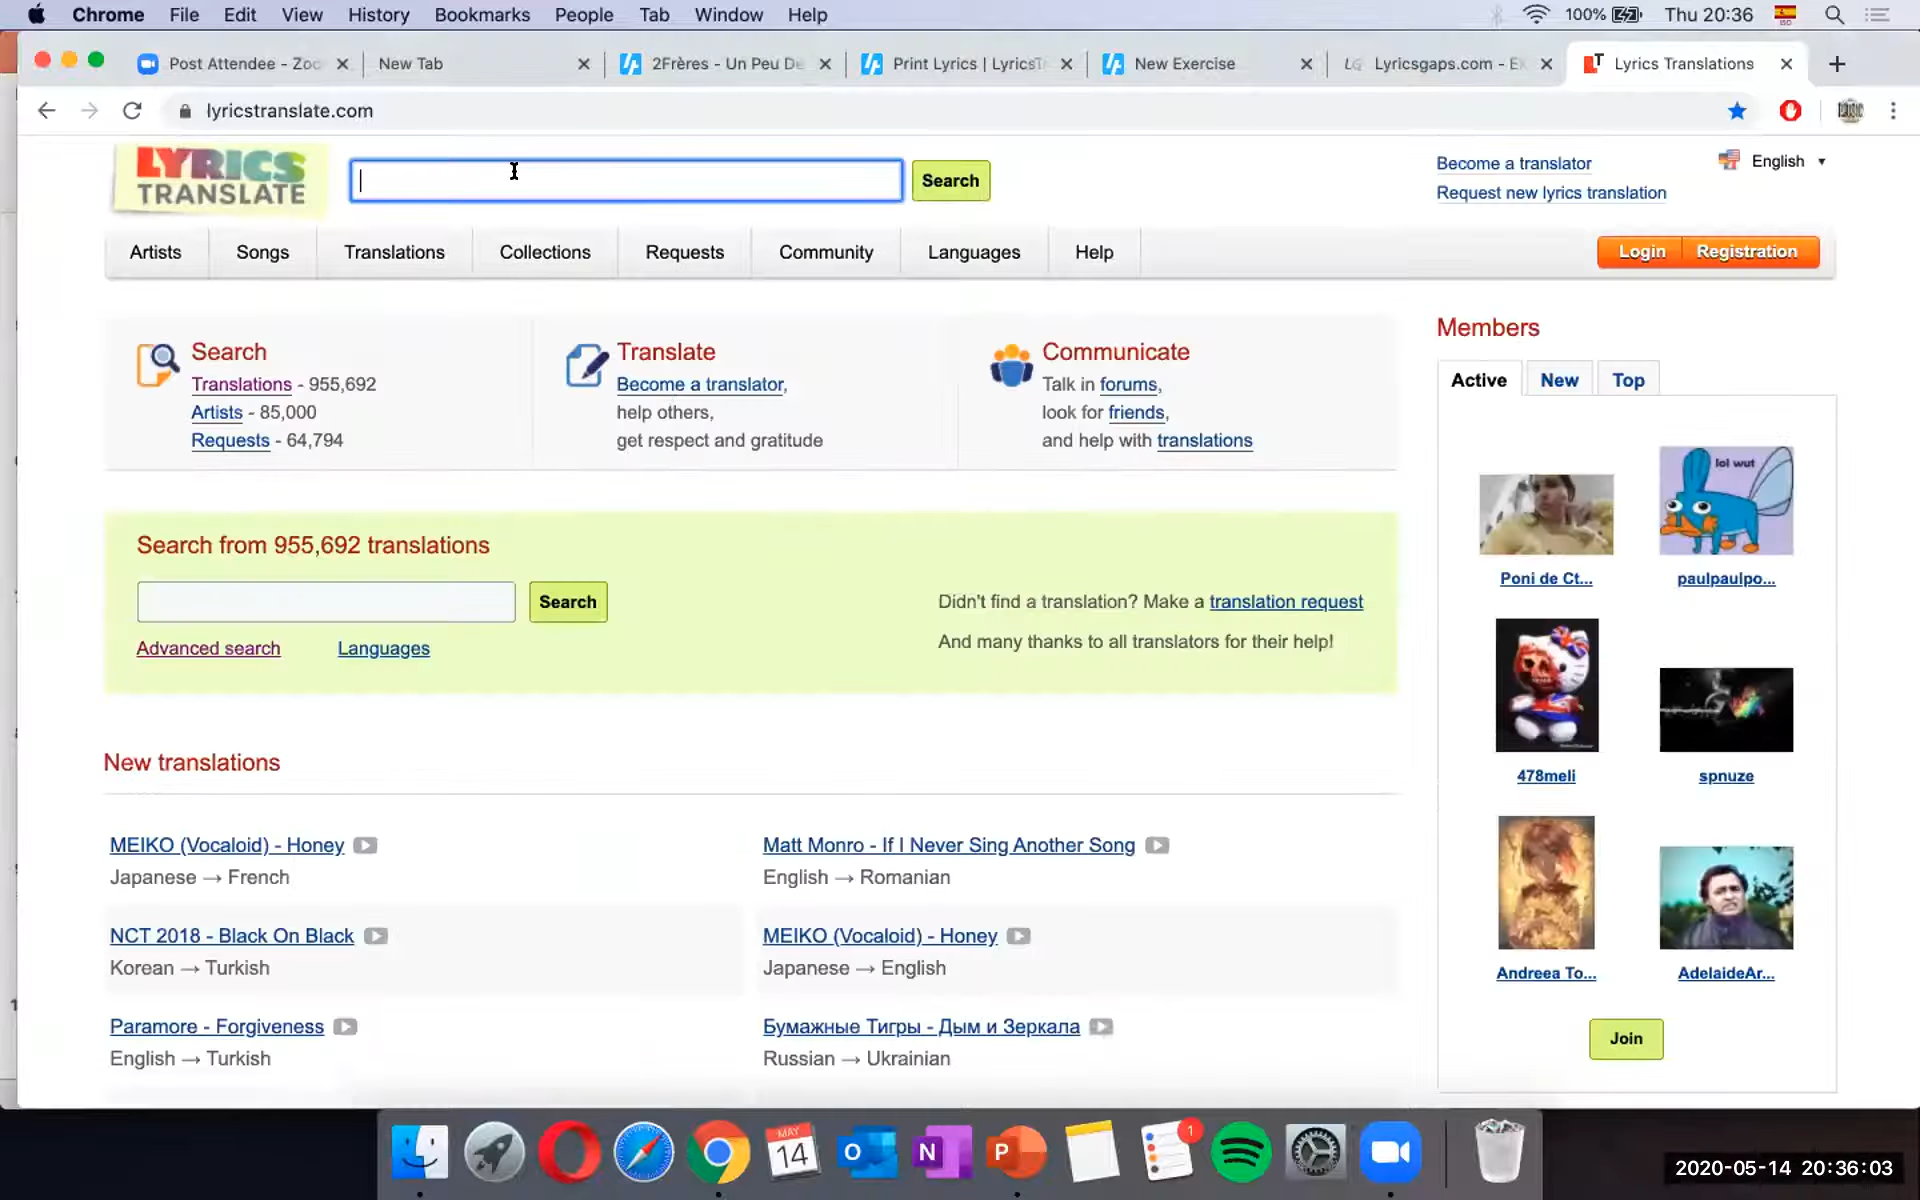 Chrome File Edit View History Bookmarks People Tab Window Help 100% Thu 20:36 ISO
Post Attendee - Zoo New Tab 2Frères - Un Peu De Print Lyrics | LyricsT New Exercise LG Lyricsgaps.com - E Lyrics Translations
lyricstranslate.com
LYRICS
TRANSLATE
Search
Become a translator
Request new lyrics translation
English
Artists Songs Translations Collections Requests Community Languages Help Login Registration
Search
Translations - 955,692
Artists - 85,000
Requests - 64,794
Translate
Become a translator,
help others,
get respect and gratitude
Communicate
Talk in forums,
look for friends,
and help with translations
Members
Active New Top
lol wut
Poni de Ct... paulpaulpo...
478meli spnuze
Andreea To... AdelaideAr...
Join
Search from 955,692 translations
Search
Advanced search Languages
Didn't find a translation? Make a translation request
And many thanks to all translators for their help!
New translations
MEIKO (Vocaloid) - Honey
Japanese → French
Matt Monro - If I Never Sing Another Song
English → Romanian
NCT 2018 - Black On Black
Korean → Turkish
MEIKO (Vocaloid) - Honey
Japanese → English
Paramore - Forgiveness
English → Turkish
Бумажные Тигры - Дым и Зеркала
Russian → Ukrainian
MAY
14
O
N
P
1
2020-05-14 20:36:03